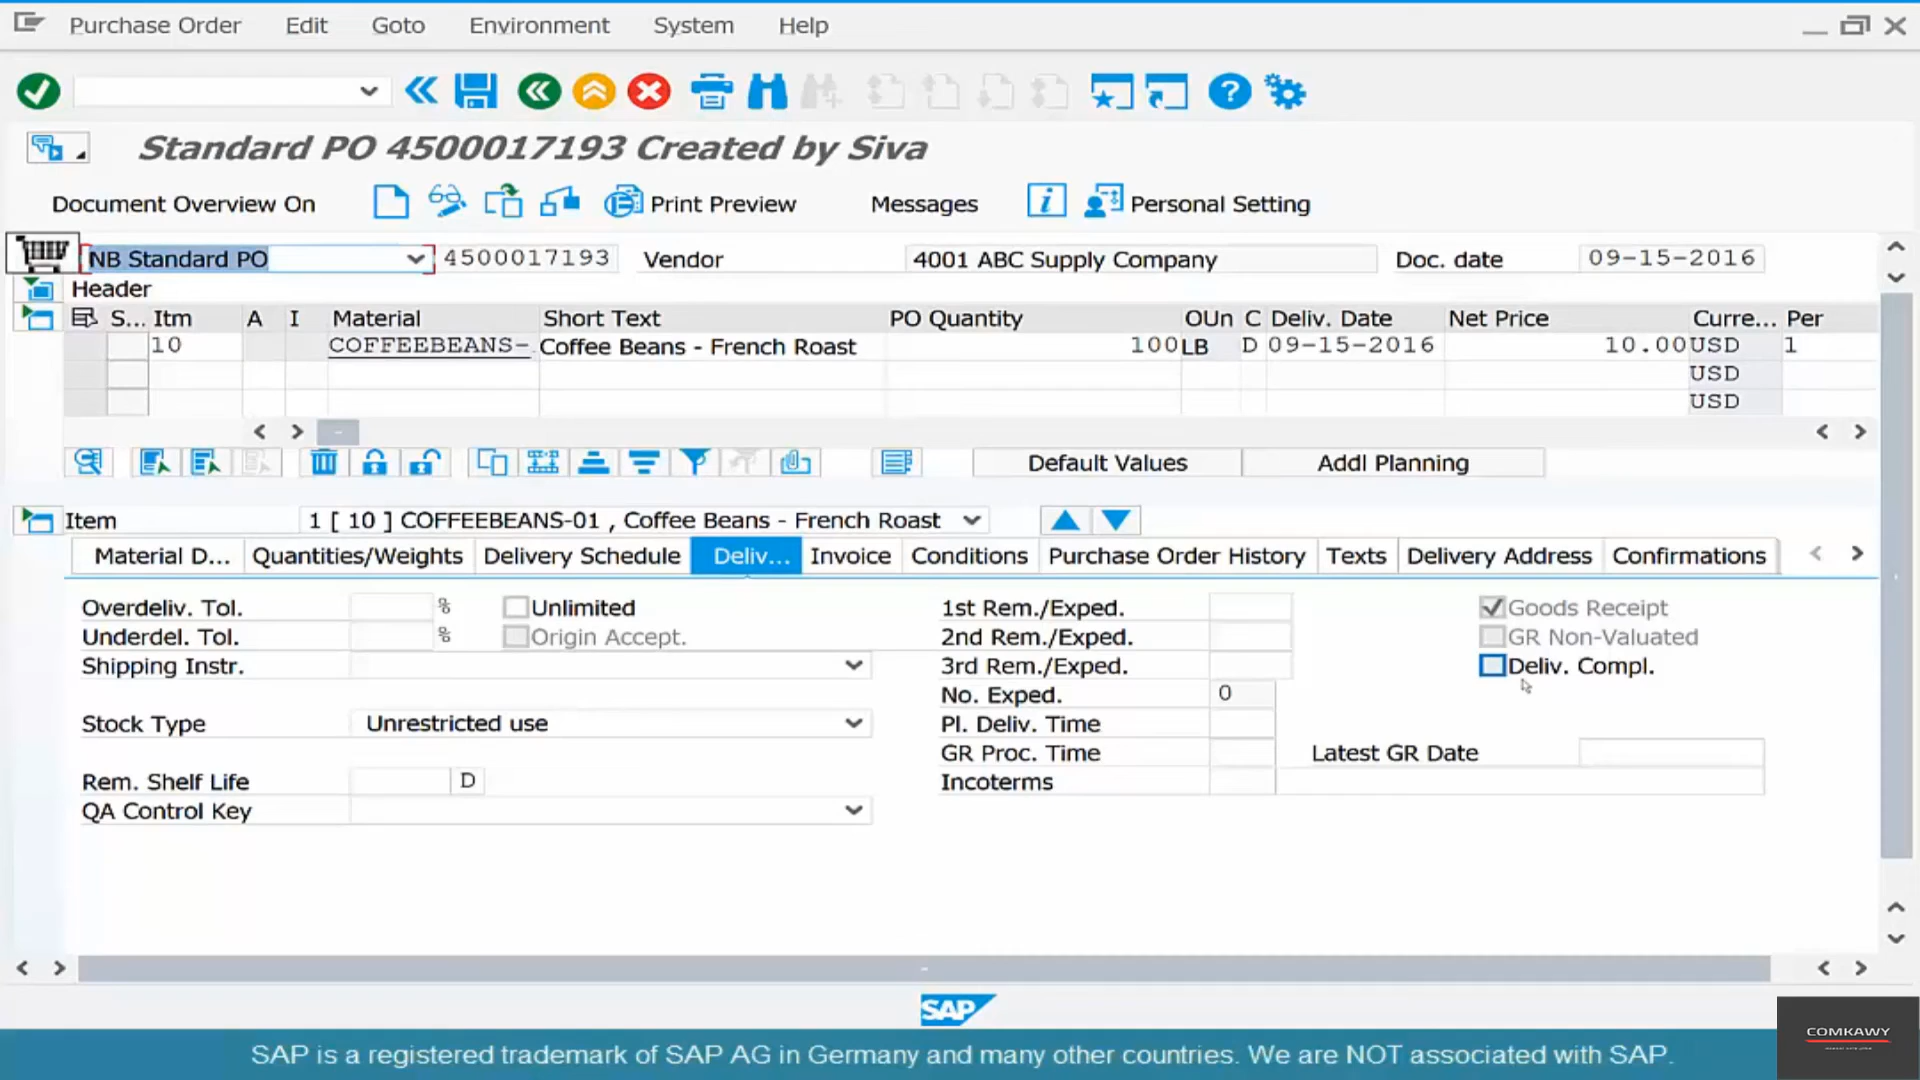 Purchase Order Edit Goto Environment System Help
Standard PO 4500017193 Created by Siva
Document Overview On Print Preview Messages Personal Setting
NB Standard PO 4500017193 Vendor 4001 ABC Supply Company Doc. date 09-15-2016
Header
S... Itm A I Material Short Text PO Quantity OUn C Deliv. Date Net Price Curre... Per
10 COFFEEBEANS- Coffee Beans - French Roast 100 LB D 09-15-2016 10.00 USD 1
USD
USD
Default Values Addl Planning
Item 1 [ 10 ] COFFEEBEANS-01 , Coffee Beans - French Roast
Material D... Quantities/Weights Delivery Schedule Deliv... Invoice Conditions Purchase Order History Texts Delivery Address Confirmations
Overdeliv. Tol. % Unlimited 1st Rem./Exped. Goods Receipt
Underdel. Tol. % Origin Accept. 2nd Rem./Exped. GR Non-Valuated
Shipping Instr. 3rd Rem./Exped. Deliv. Compl.
No. Exped. 0
Stock Type Unrestricted use Pl. Deliv. Time
GR Proc. Time Latest GR Date
Rem. Shelf Life D Incoterms
QA Control Key
SAP
COMKAWY
SAP is a registered trademark of SAP AG in Germany and many other countries. We are NOT associated with SAP.